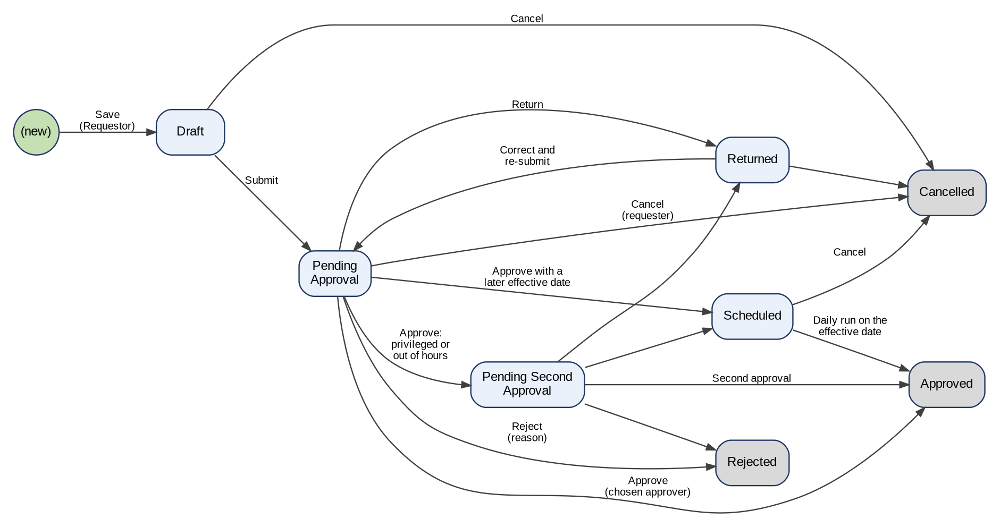 Cancel
Return
Save
(Requestor)
(new)
Draft
Correct and
re-submit
Returned
Submit
Cancelled
Cancel
(requester)
Pending
Approval
Approve with a
later effective date
Cancel
Scheduled
Daily run on the
effective date
Approve:
privileged or
out of hours
Pending Second
Approval
Second approval
Approved
Reject
(reason)
Rejected
Approve
(chosen approver)